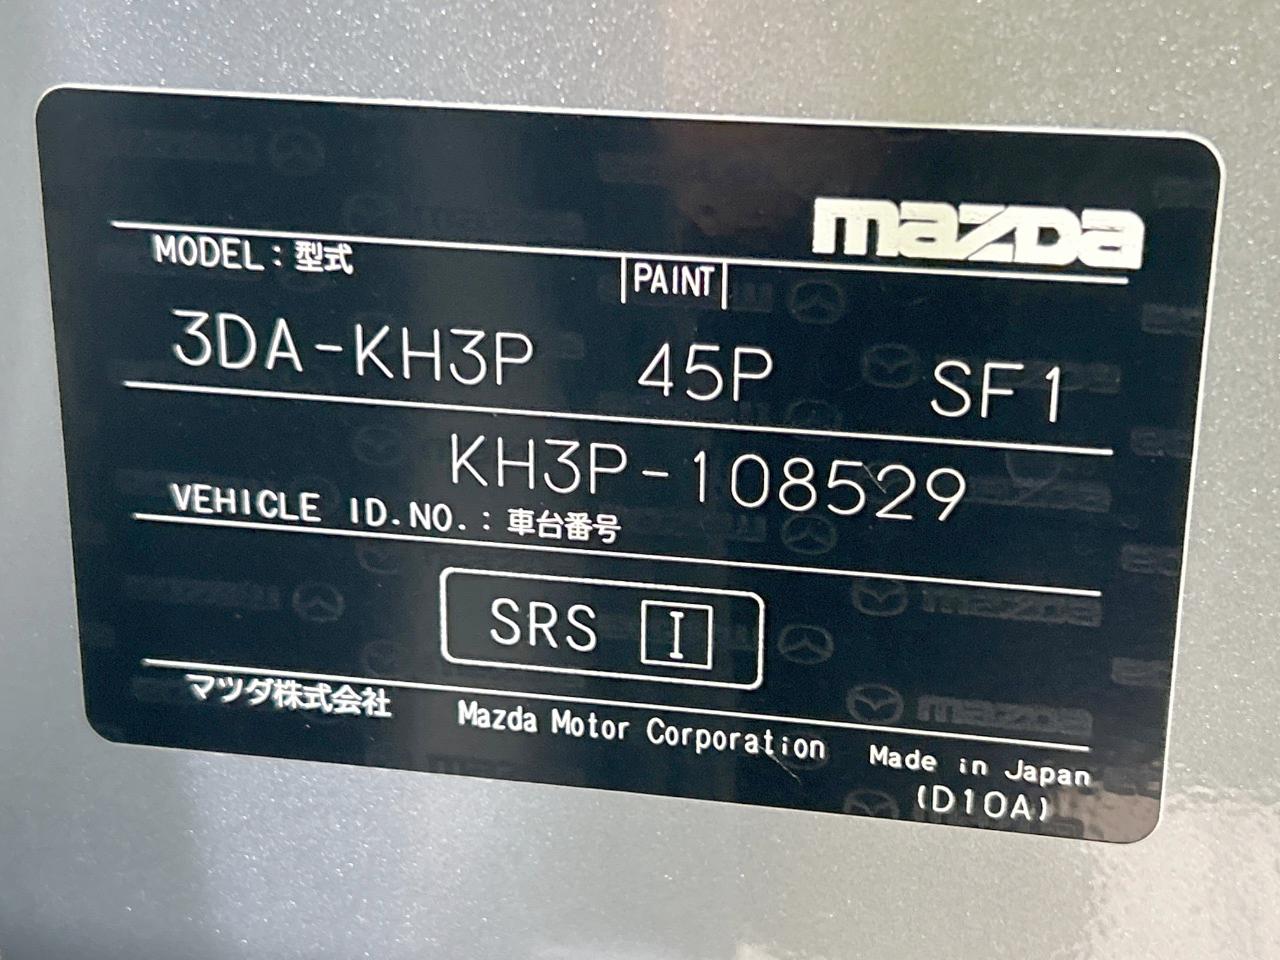 mazda
MODEL：型式
PAINT
3DA-KH3P 45P SF1
KH3P-108529
VEHICLE ID.NO.：車台番号
SRS I
マツダ株式会社 Mazda Motor Corporation Made in Japan
(D10A)